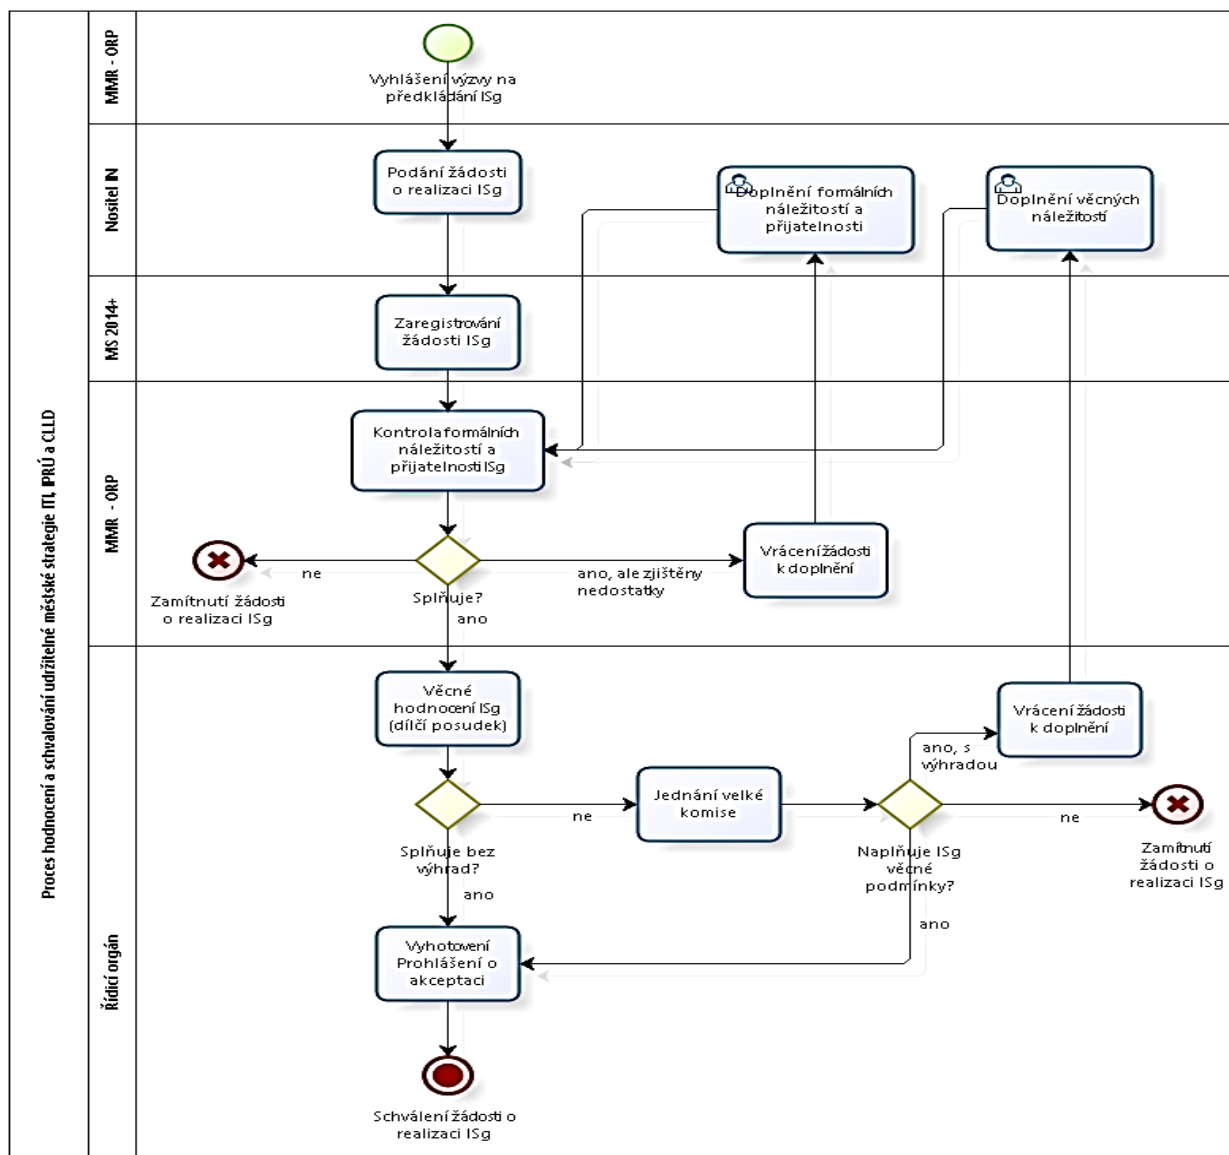 Proces hodnocení a schvalování udržitelné městské strategie ITI, IPRÚ a CLLD
MMR - ORP
Vyhlášení výzvy na
předkládání ISg
Nositel IN
Podání žádosti
o realizaci ISg
Doplnění formálních
náležitostí a
přijatelnosti
Doplnění věcných
náležitostí
MS 2014+
Zaregistrování
žádosti ISg
MMR - ORP
Kontrola formálních
náležitostí a
přijatelnosti ISg
ne
Zamítnutí žádosti
o realizaci ISg
Splňuje?
ano
ano, ale zjištěny
nedostatky
Vrácení žádosti
k doplnění
Řídicí orgán
Věcné
hodnocení ISg
(dílčí posudek)
Splňuje bez
výhrad?
ne
ano
Jednání velké
komise
Naplňuje ISg
věcné
podmínky?
ano, s
výhradou
Vrácení žádosti
k doplnění
ne
Zamítnutí
žádosti o
realizaci ISg
ano
Vyhotovení
Prohlášení o
akceptaci
Schválení žádosti o
realizaci ISg